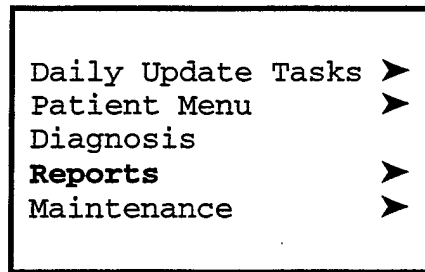 Daily Update Tasks ➤
Patient Menu ➤
Diagnosis
Reports ➤
Maintenance ➤